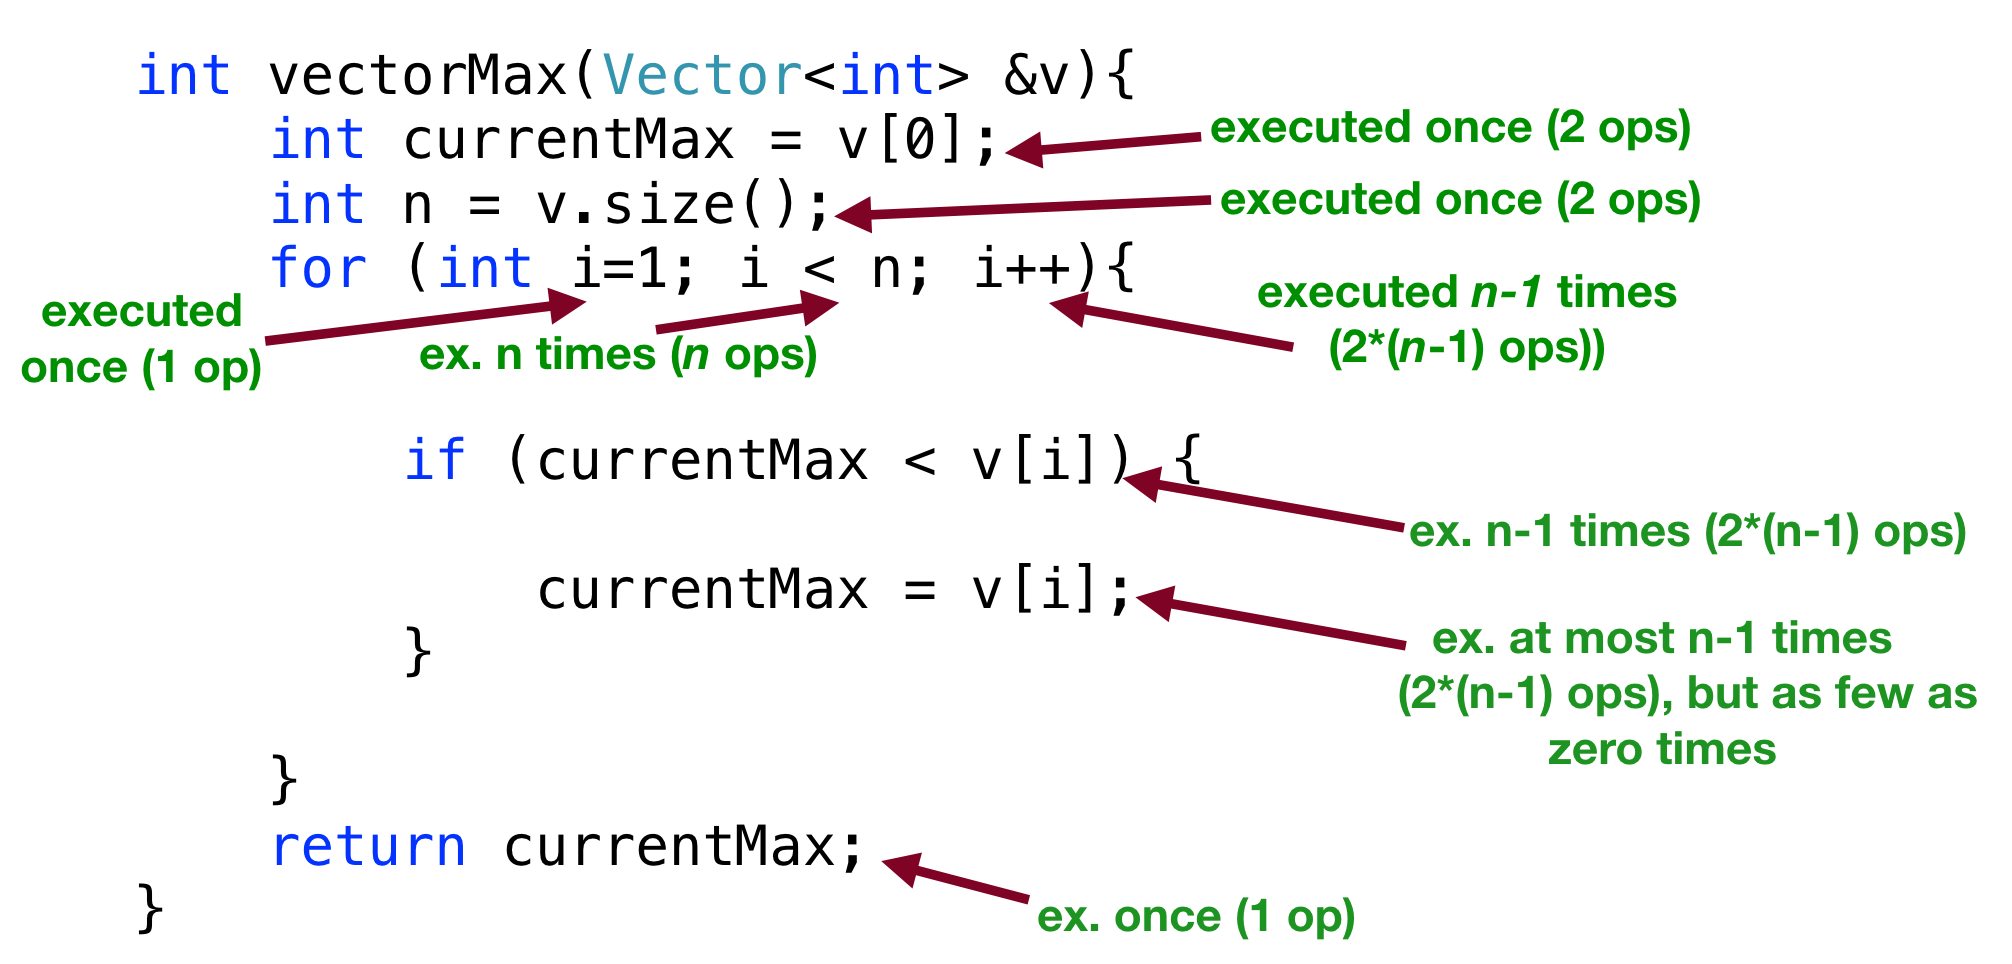 int vectorMax(Vector<int> &v){
int currentMax = v[0];
executed once (2 ops)
int n = v.size();
executed once (2 ops)
for (int i=1; i < n; i++){
executed
once (1 op)
ex. n times (n ops)
executed n-1 times
(2*(n-1) ops))
if (currentMax < v[i]) {
ex. n-1 times (2*(n-1) ops)
currentMax = v[i];
ex. at most n-1 times
(2*(n-1) ops), but as few as
zero times
}
}
return currentMax;
ex. once (1 op)
}